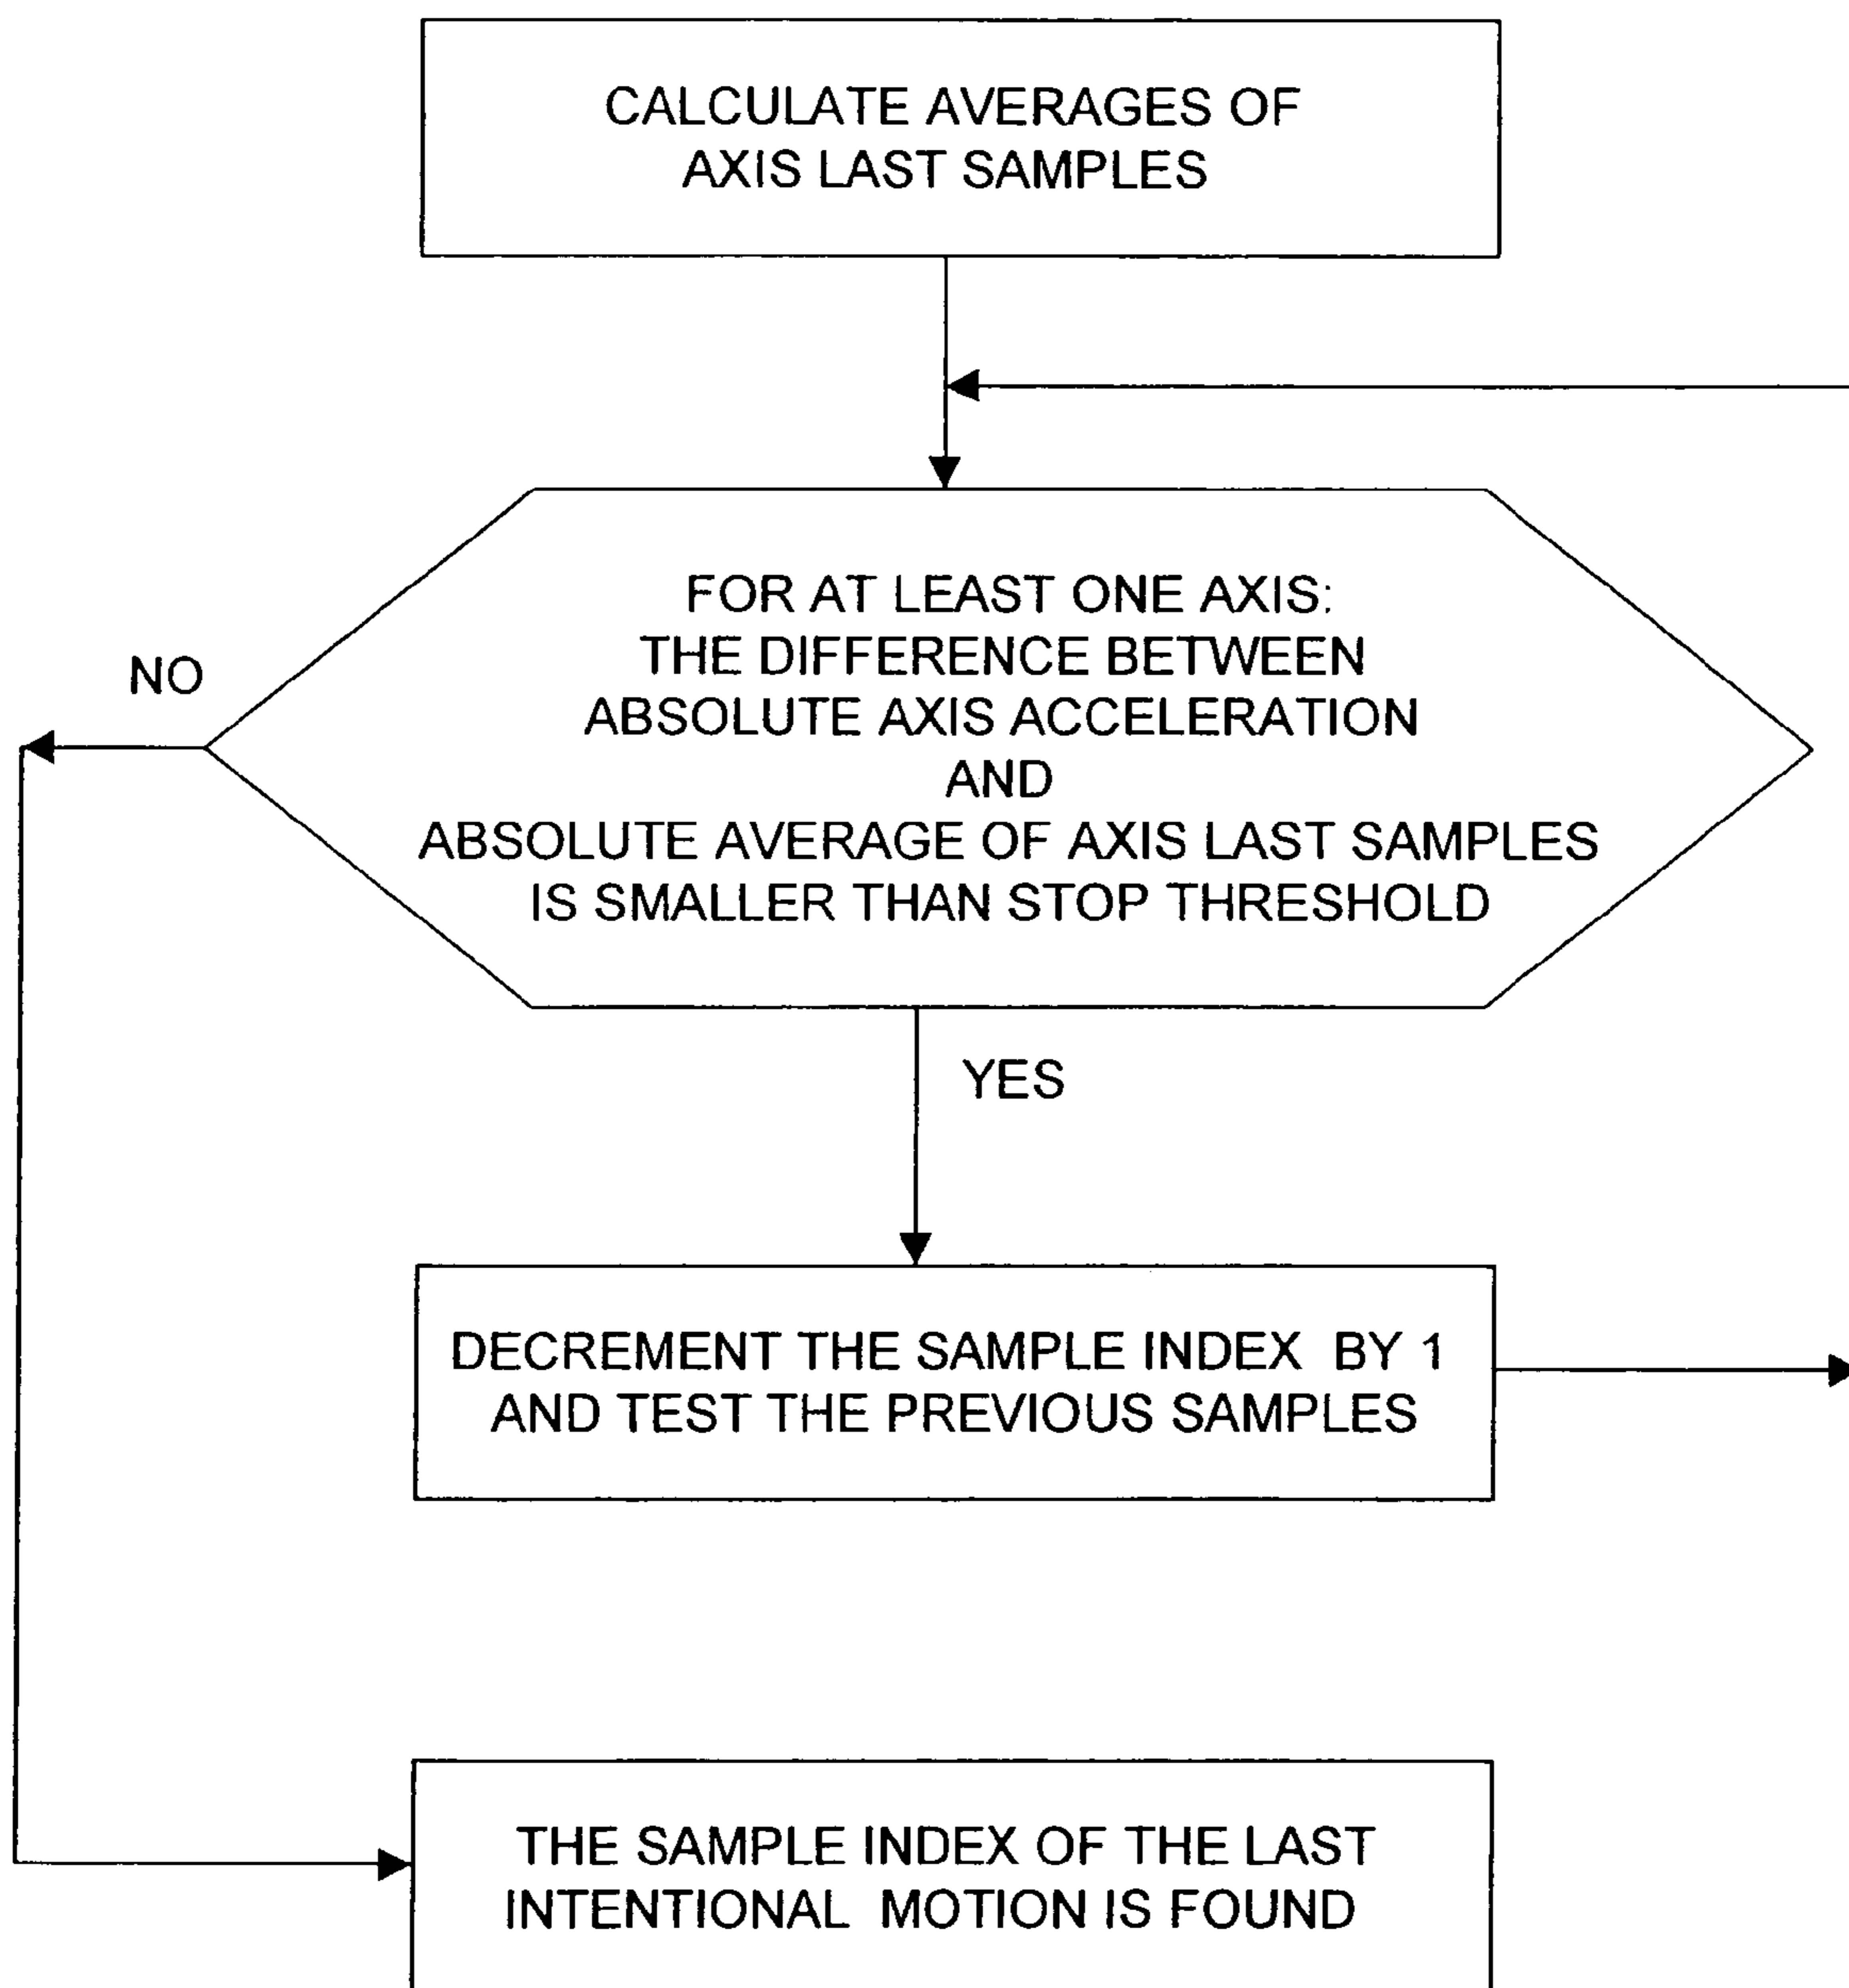 CALCULATE AVERAGES OF
AXIS LAST SAMPLES
FOR AT LEAST ONE AXIS:
THE DIFFERENCE BETWEEN
ABSOLUTE AXIS ACCELERATION
AND
ABSOLUTE AVERAGE OF AXIS LAST SAMPLES
IS SMALLER THAN STOP THRESHOLD
NO
YES
DECREMENT THE SAMPLE INDEX BY 1
AND TEST THE PREVIOUS SAMPLES
THE SAMPLE INDEX OF THE LAST
INTENTIONAL MOTION IS FOUND